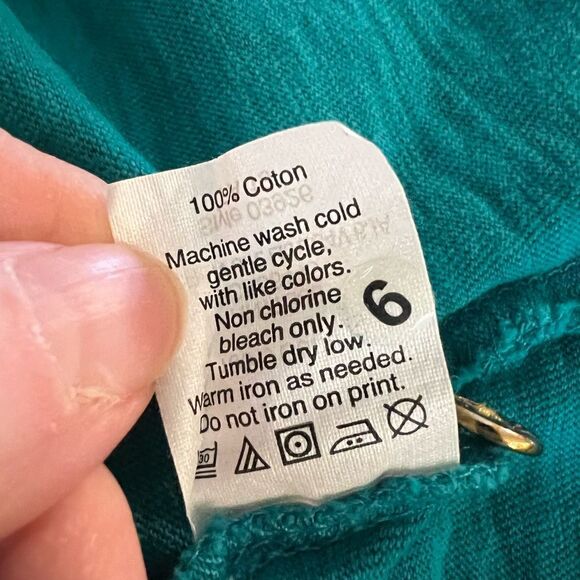 100% Coton
Machine wash cold
gentle cycle,
with like colors.
Non chlorine
bleach only.
Tumble dry low.
Warm iron as needed.
Do not iron on print.
6
30